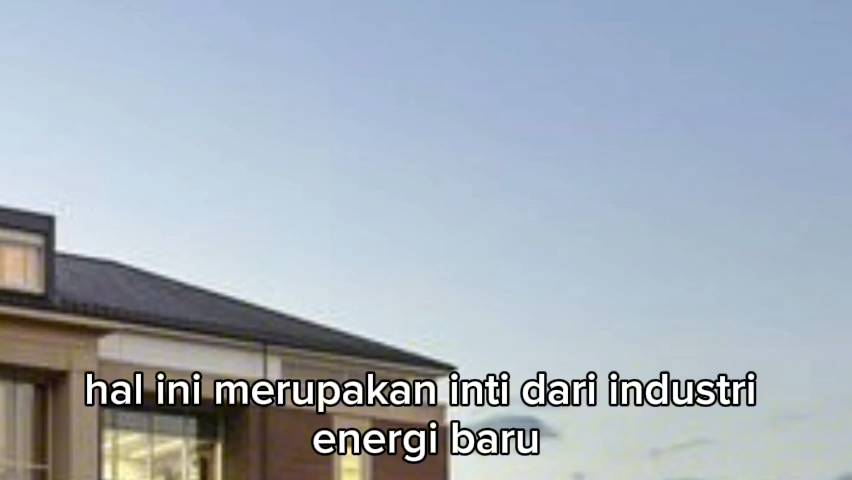 hal ini merupakan inti dari industri
energi baru